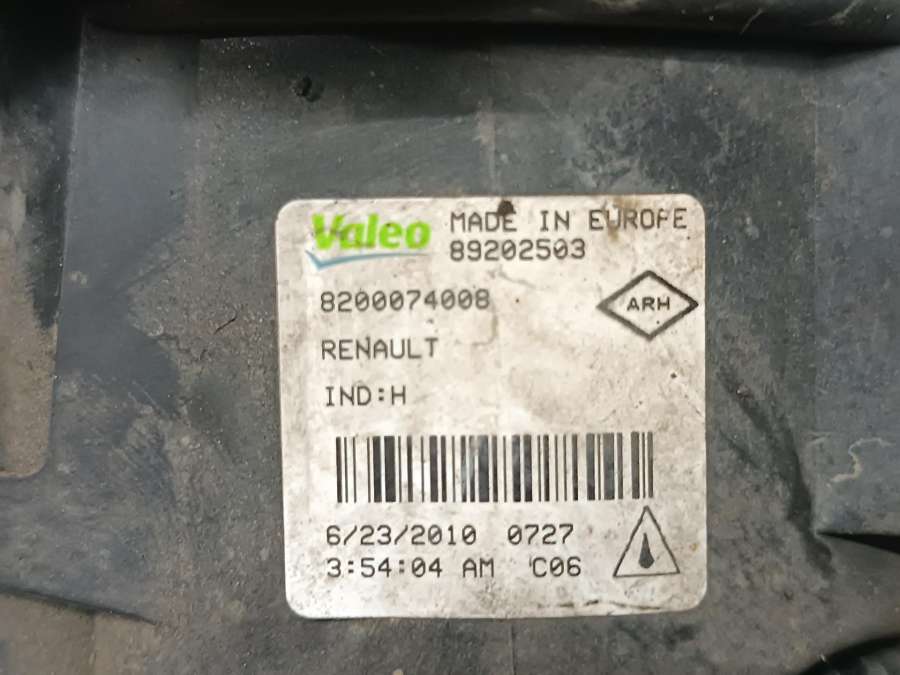 Valeo MADE IN EUROPE
89202503
8200074008
ARH
RENAULT
IND:H
6/23/2010 0727
3:54:04 AM C06